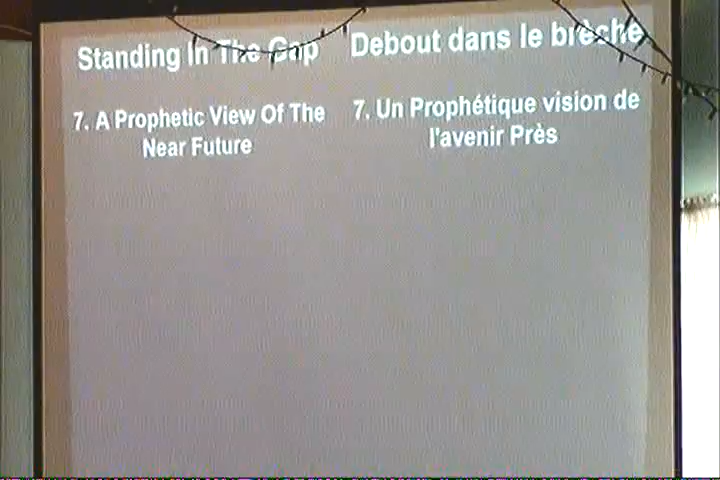 Standing In The Gap
7. A Prophetic View Of The
Near Future
Debout dans le brèche
7. Un Prophétique vision de
l'avenir Près